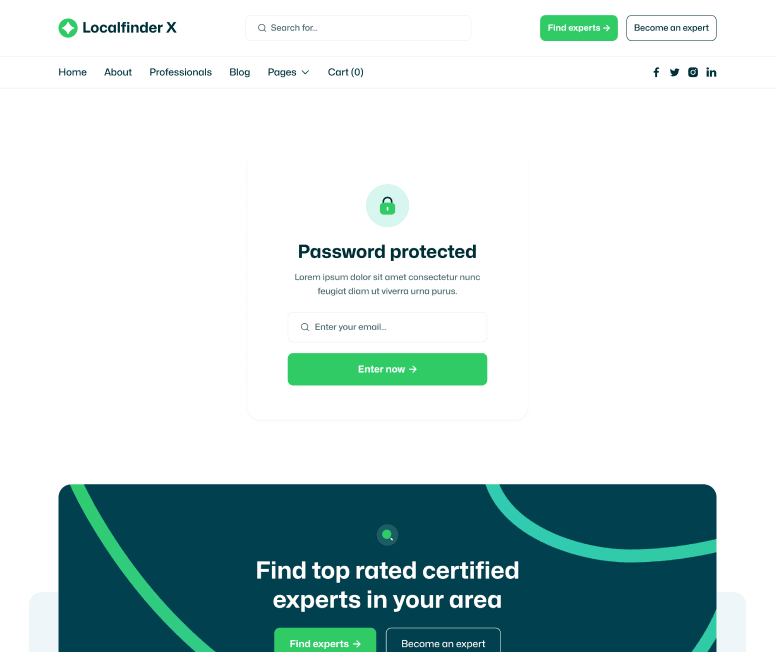 Localfinder X
Search for...
Find experts →
Become an expert
Home
About
Professionals
Blog
Pages
Cart (0)
Password protected
Lorem ipsum dolor sit amet consectetur nunc
feugiat diam ut viverra urna purus.
Enter your email...
Enter now →
Find top rated certified
experts in your area
Find experts →
Become an expert